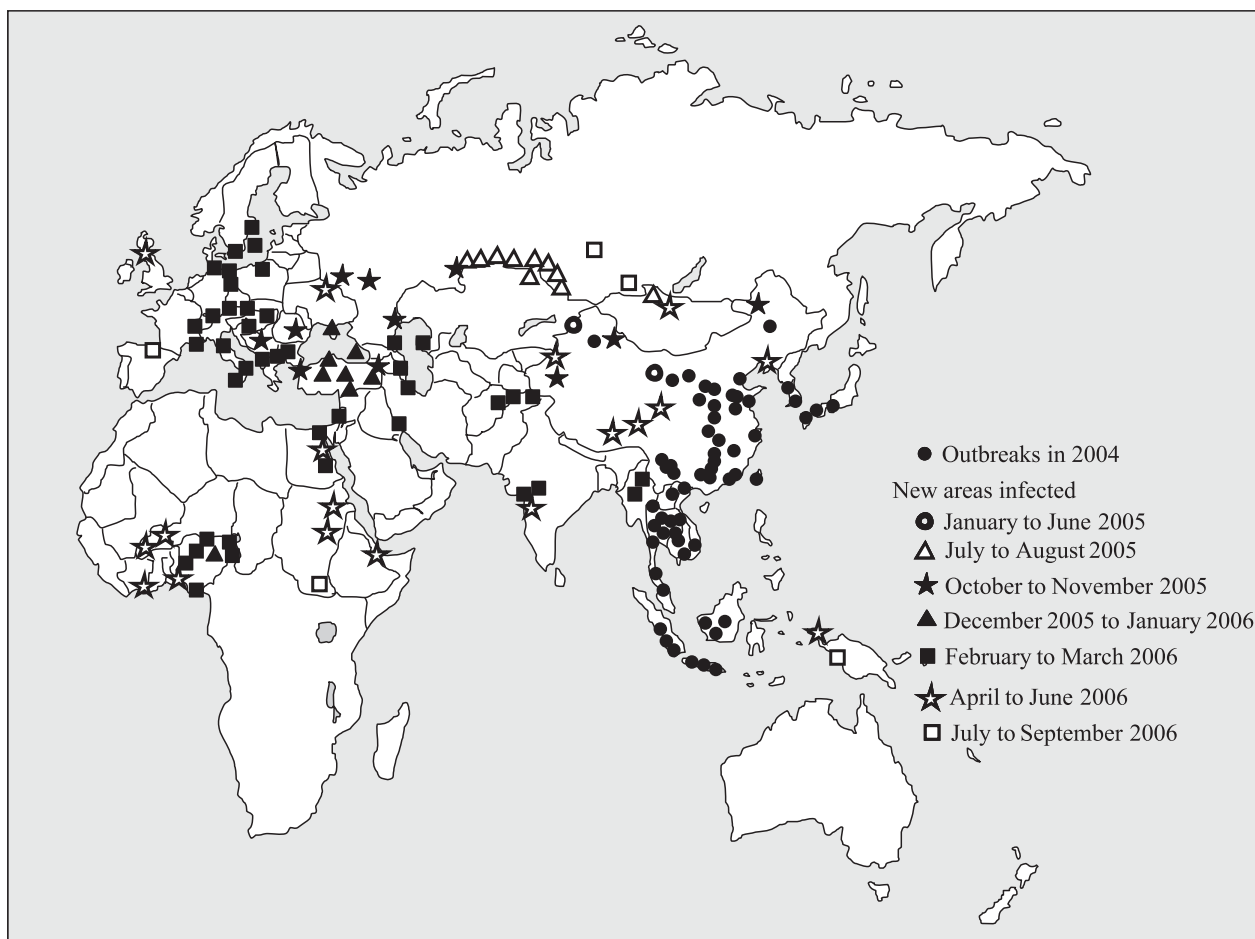 Outbreaks in 2004
New areas infected
January to June 2005
July to August 2005
October to November 2005
December 2005 to January 2006
February to March 2006
April to June 2006
July to September 2006